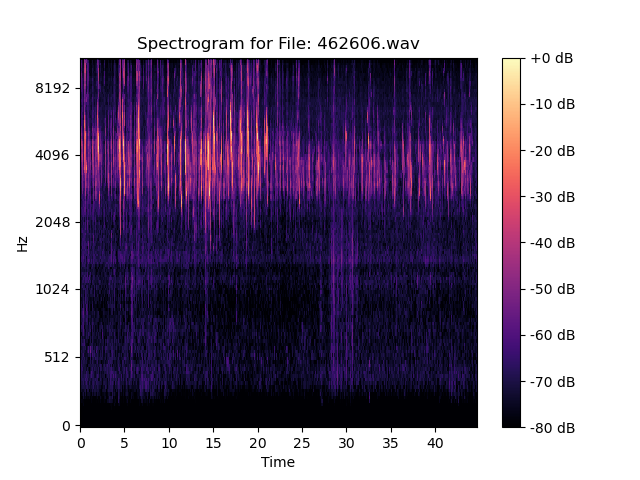 Spectrogram for File: 462606.wav
Hz
8192
4096
2048
1024
512
0
0 5 10 15 20 25 30 35 40
Time
+0 dB
-10 dB
-20 dB
-30 dB
-40 dB
-50 dB
-60 dB
-70 dB
-80 dB